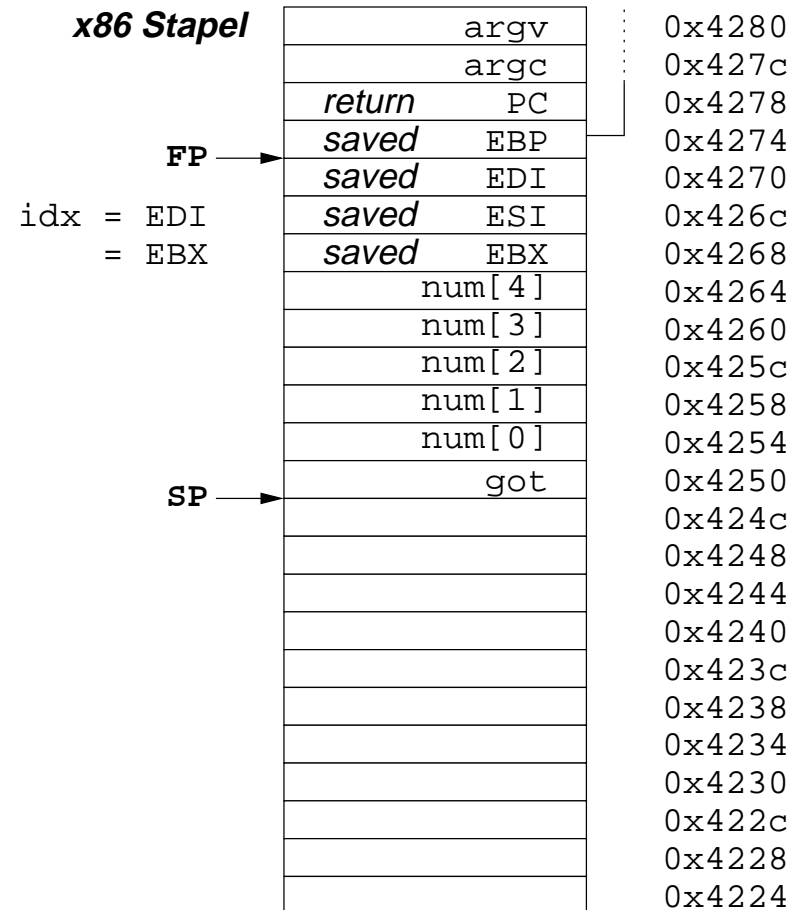 x86 Stapel argv 0x4280
argc 0x427c
return PC 0x4278
saved EBP 0x4274
FP
saved EDI 0x4270
idx = EDI saved ESI 0x426c
= EBX saved EBX 0x4268
num[4] 0x4264
num[3] 0x4260
num[2] 0x425c
num[1] 0x4258
num[0] 0x4254
got 0x4250
SP
0x424c
0x4248
0x4244
0x4240
0x423c
0x4238
0x4234
0x4230
0x422c
0x4228
0x4224